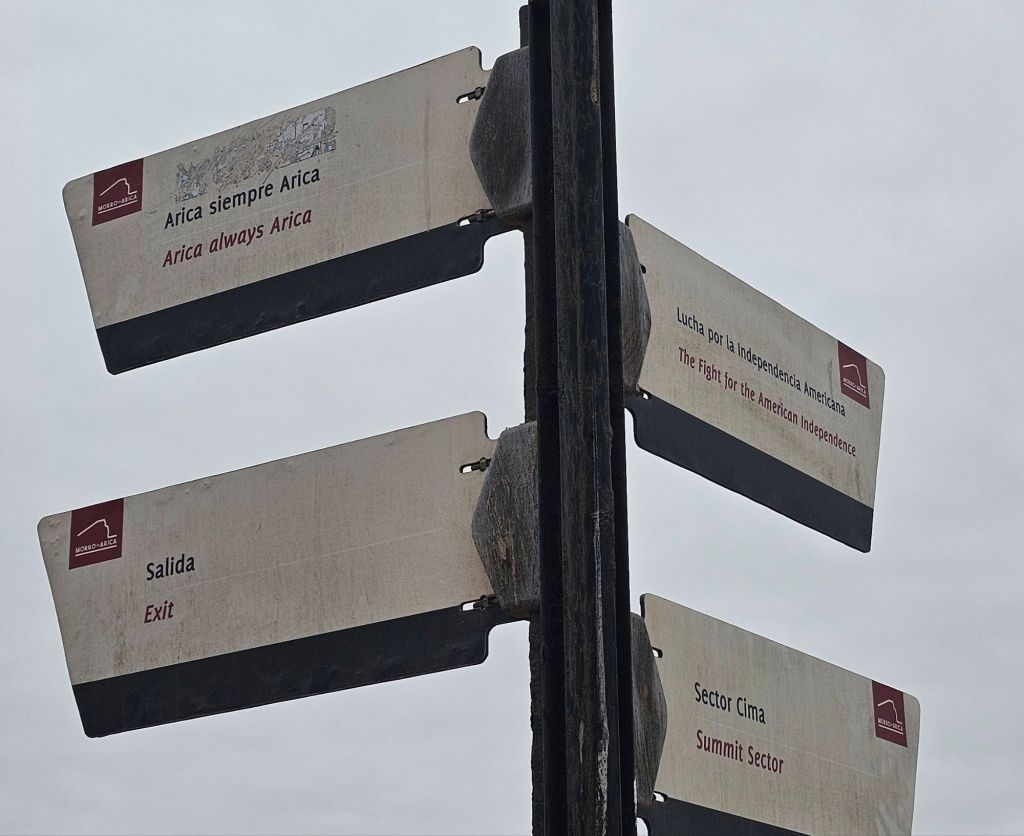 MORRO-ARICA
Arica siempre Arica
Arica always Arica
Lucha por la Independencia Americana
The Fight for the American Independence
MORRO-ARICA
MORRO-ARICA
Salida
Exit
Sector Cima
Summit Sector
MORRO-ARICA